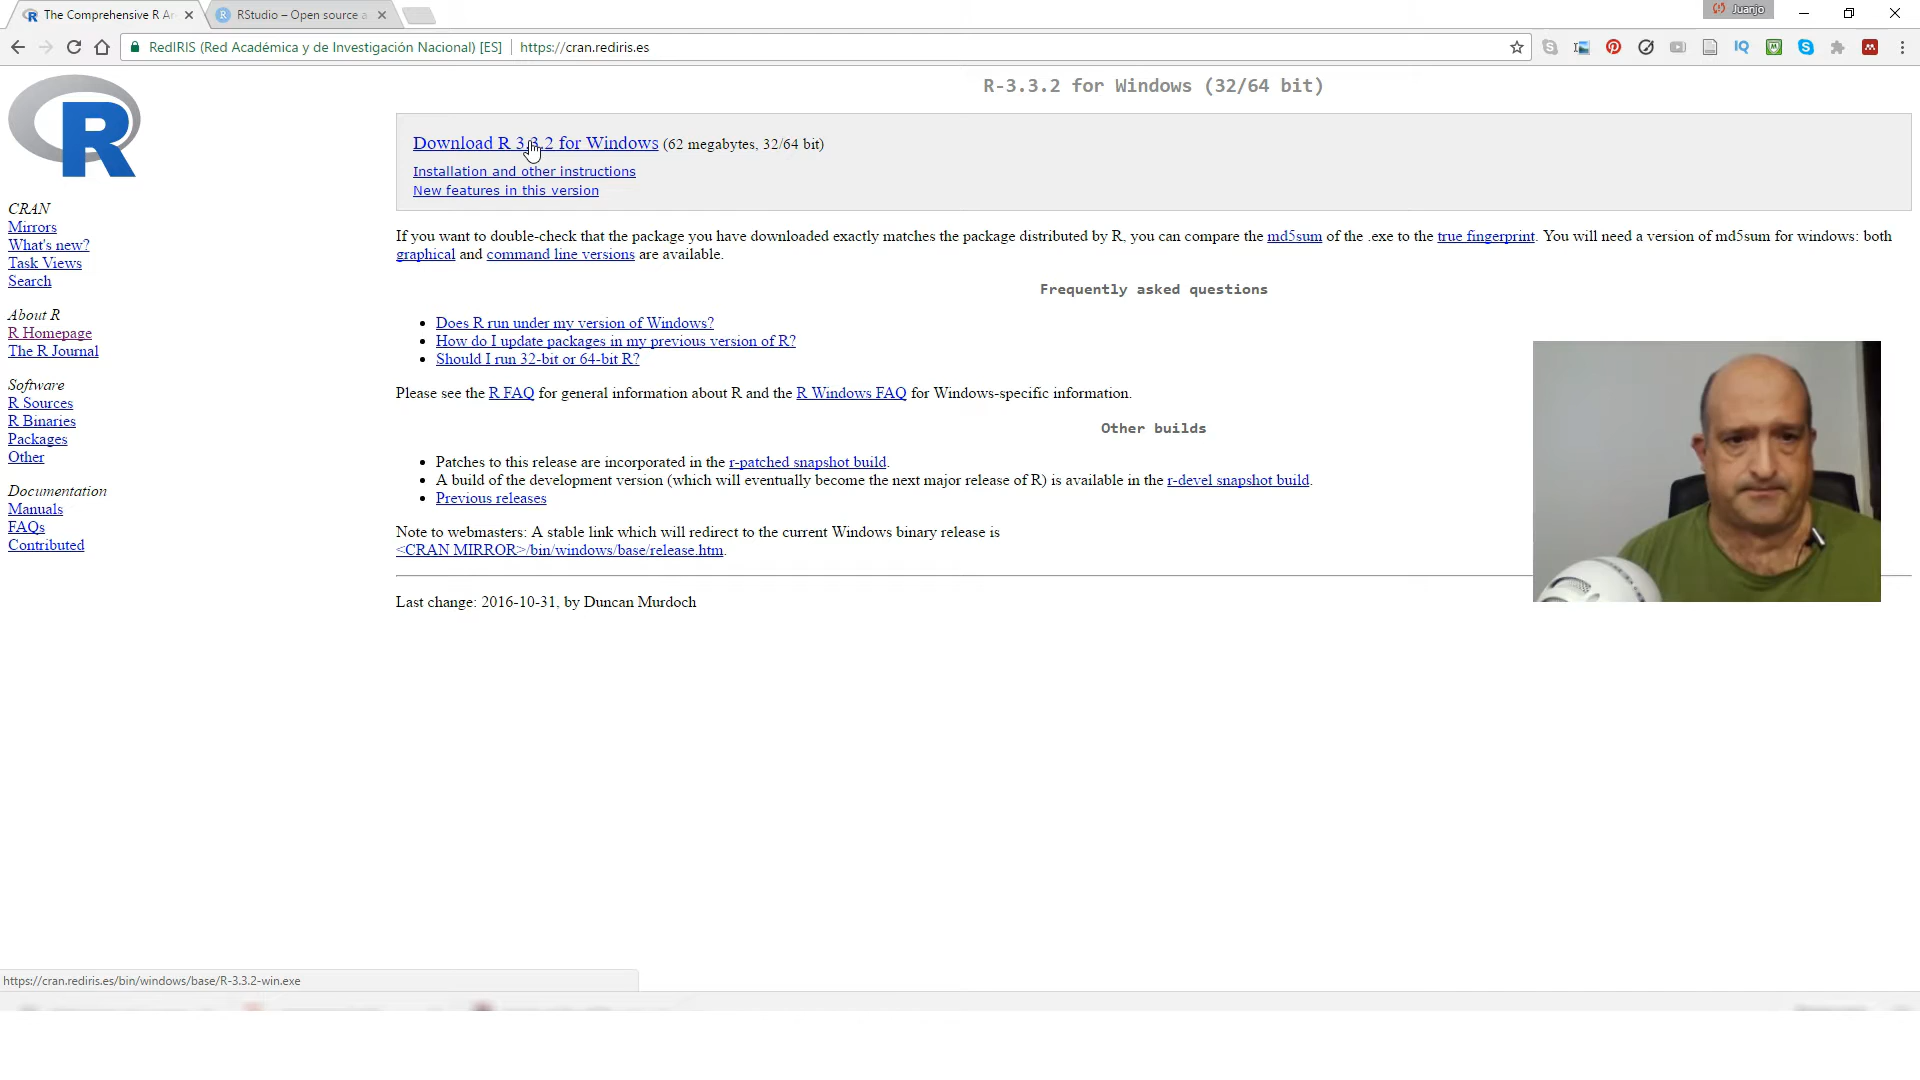 The Comprehensive R Ar
RStudio – Open source a
Juanjo
RedIRIS (Red Académica y de Investigación Nacional) [ES] https://cran.rediris.es
R
R-3.3.2 for Windows (32/64 bit)
Download R 3.3.2 for Windows (62 megabytes, 32/64 bit)
Installation and other instructions
New features in this version
CRAN
Mirrors
What's new?
Task Views
Search
About R
R Homepage
The R Journal
Software
R Sources
R Binaries
Packages
Other
Documentation
Manuals
FAQs
Contributed
If you want to double-check that the package you have downloaded exactly matches the package distributed by R, you can compare the md5sum of the .exe to the true fingerprint. You will need a version of md5sum for windows: both
graphical and command line versions are available.
Frequently asked questions
Does R run under my version of Windows?
How do I update packages in my previous version of R?
Should I run 32-bit or 64-bit R?
Please see the R FAQ for general information about R and the R Windows FAQ for Windows-specific information.
Other builds
Patches to this release are incorporated in the r-patched snapshot build.
A build of the development version (which will eventually become the next major release of R) is available in the r-devel snapshot build.
Previous releases
Note to webmasters: A stable link which will redirect to the current Windows binary release is
<CRAN MIRROR>/bin/windows/base/release.htm.
Last change: 2016-10-31, by Duncan Murdoch
https://cran.rediris.es/bin/windows/base/R-3.3.2-win.exe